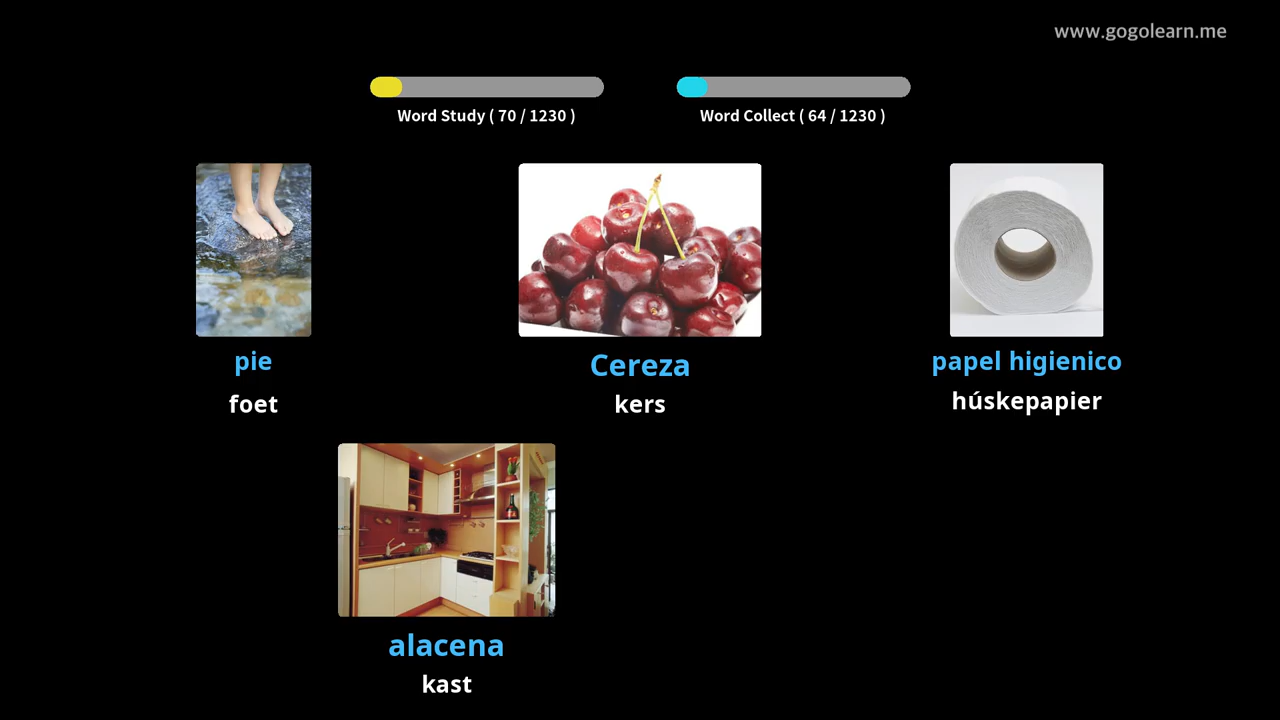 www.gogolearn.me
Word Study ( 70 / 1230 )
Word Collect ( 64 / 1230 )
pie
foet
Cereza
kers
papel higienico
húskepapier
alacena
kast